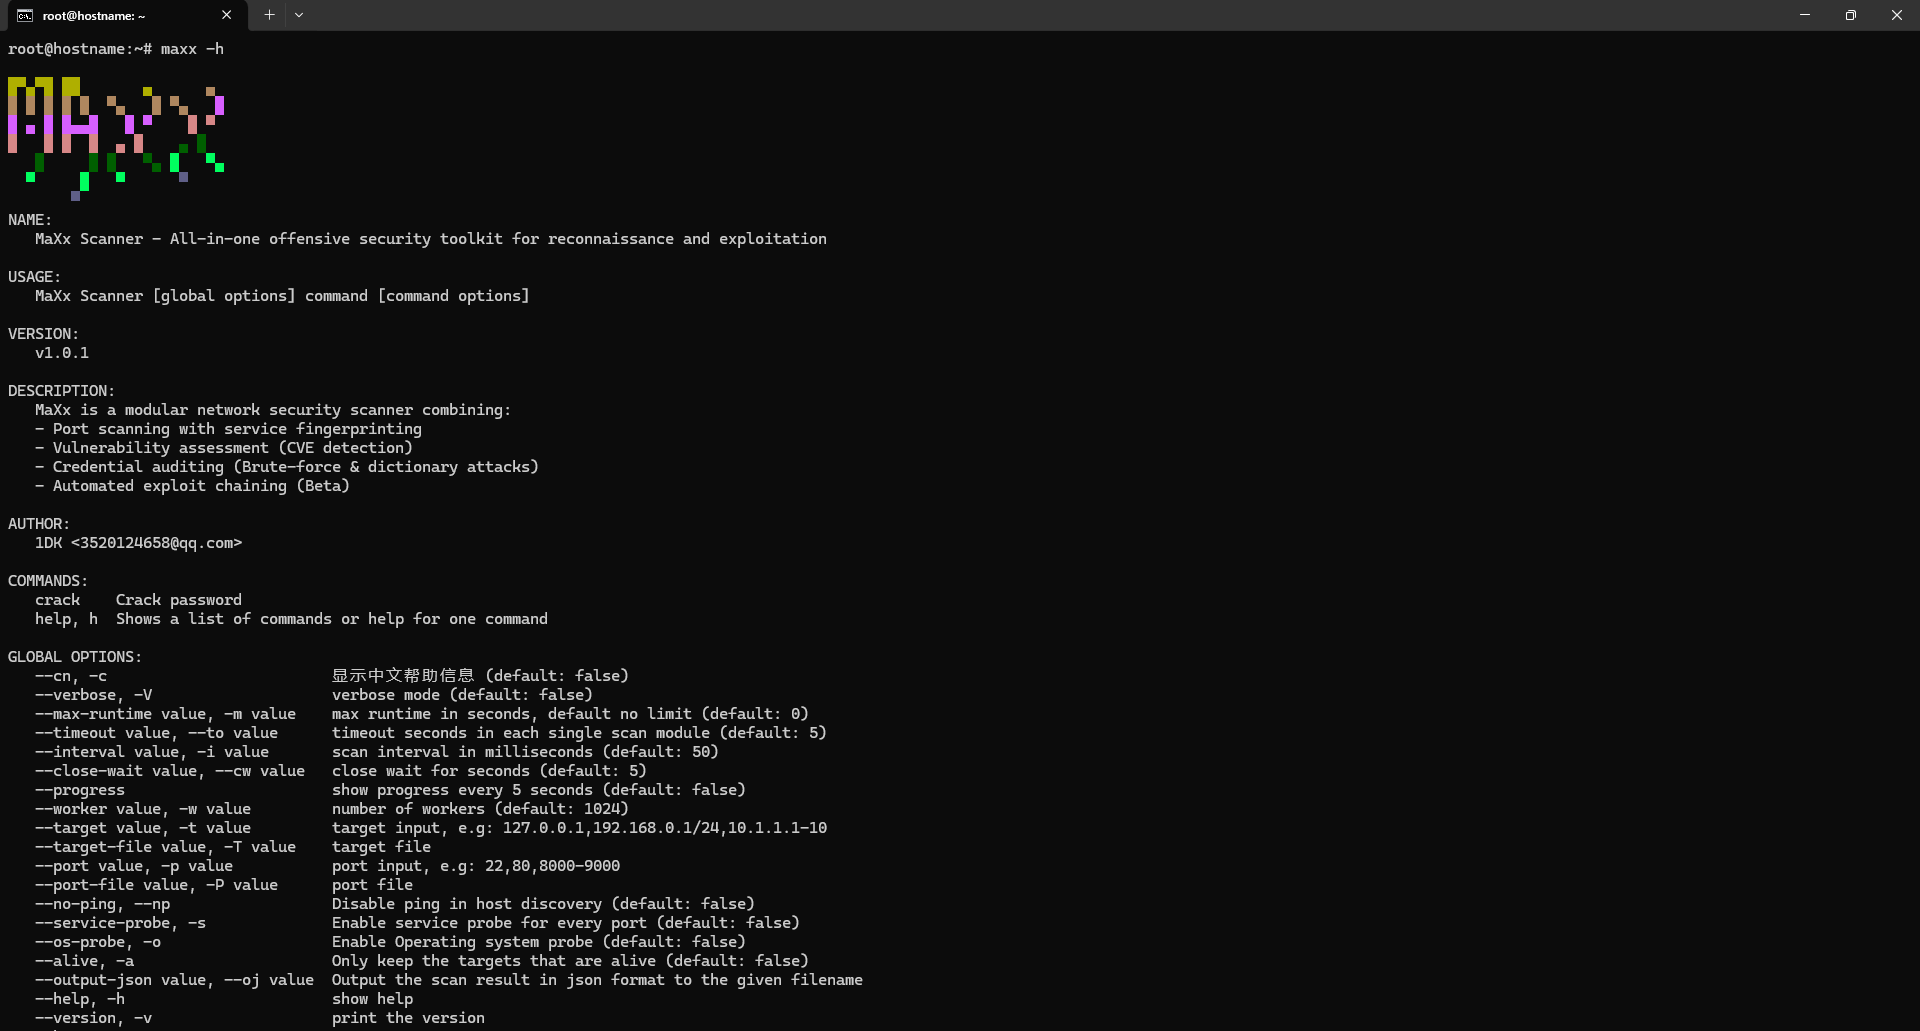 root@hostname: ~
root@hostname:~# maxx -h
MAXX
NAME:
   MaXx Scanner - All-in-one offensive security toolkit for reconnaissance and exploitation
USAGE:
   MaXx Scanner [global options] command [command options]
VERSION:
   v1.0.1
DESCRIPTION:
   MaXx is a modular network security scanner combining:
   - Port scanning with service fingerprinting
   - Vulnerability assessment (CVE detection)
   - Credential auditing (Brute-force & dictionary attacks)
   - Automated exploit chaining (Beta)
AUTHOR:
   1DK <3520124658@qq.com>
COMMANDS:
   crack    Crack password
   help, h  Shows a list of commands or help for one command
GLOBAL OPTIONS:
   --cn, -c                         显示中文帮助信息 (default: false)
   --verbose, -V                    verbose mode (default: false)
   --max-runtime value, -m value    max runtime in seconds, default no limit (default: 0)
   --timeout value, --to value      timeout seconds in each single scan module (default: 5)
   --interval value, -i value       scan interval in milliseconds (default: 50)
   --close-wait value, --cw value   close wait for seconds (default: 5)
   --progress                       show progress every 5 seconds (default: false)
   --worker value, -w value         number of workers (default: 1024)
   --target value, -t value         target input, e.g: 127.0.0.1,192.168.0.1/24,10.1.1.1-10
   --target-file value, -T value    target file
   --port value, -p value           port input, e.g: 22,80,8000-9000
   --port-file value, -P value      port file
   --no-ping, --np                  Disable ping in host discovery (default: false)
   --service-probe, -s              Enable service probe for every port (default: false)
   --os-probe, -o                   Enable Operating system probe (default: false)
   --alive, -a                      Only keep the targets that are alive (default: false)
   --output-json value, --oj value  Output the scan result in json format to the given filename
   --help, -h                       show help
   --version, -v                    print the version